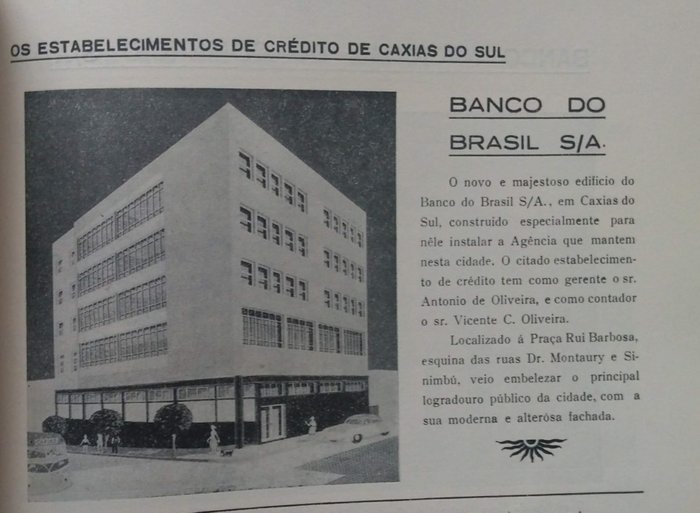 OS ESTABELECIMENTOS DE CRÉDITO DE CAXIAS DO SUL
BANCO DO
BRASIL S/A.
O novo e majestoso edifício do
Banco do Brasil S/A., em Caxias do
Sul, construido especialmente para
nêle instalar a Agência que mantem
nesta cidade. O citado estabelecimen-
to de crédito tem como gerente o sr.
Antonio de Oliveira, e como contador
o sr. Vicente C. Oliveira.
Localizado á Praça Rui Barbosa,
esquina das ruas Dr. Montaury e Si-
nimbú, veio embelezar o principal
logradouro público da cidade, com a
sua moderna e alterósa fachada.